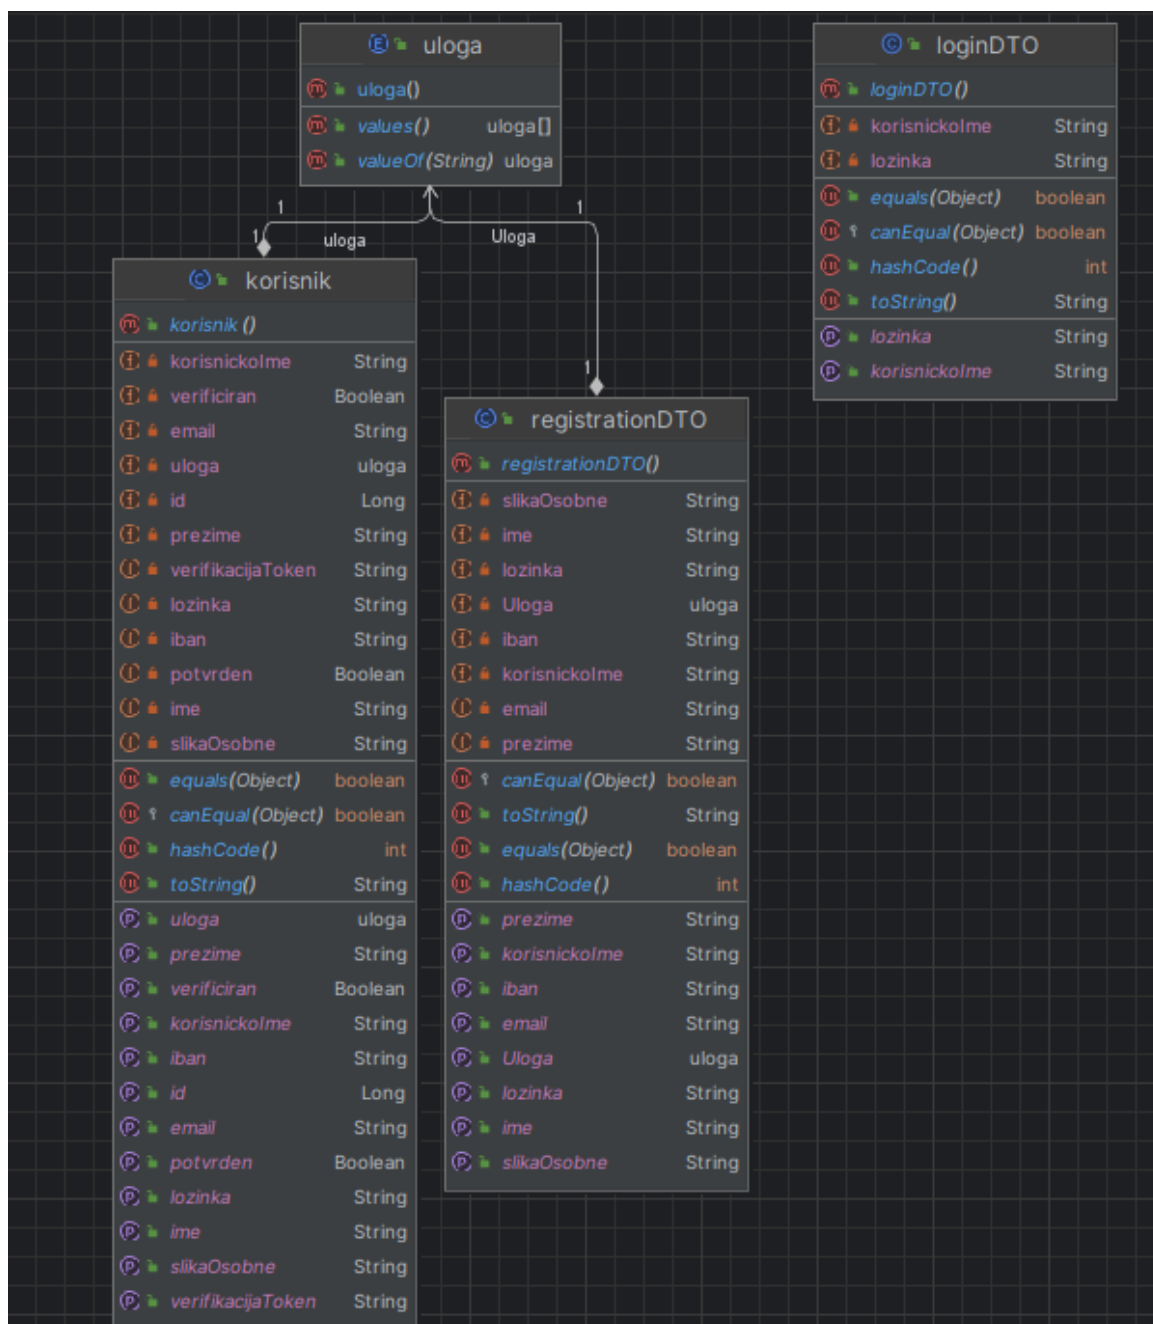 uloga
uloga()
values() uloga[]
valueOf(String) uloga
1
1
uloga
1
Uloga
1
korisnik
korisnik ()
korisnickoIme String
verificiran Boolean
email String
uloga uloga
id Long
prezime String
verifikacijaToken String
lozinka String
iban String
potvrden Boolean
ime String
slikaOsobne String
equals(Object) boolean
canEqual(Object) boolean
hashCode() int
toString() String
uloga uloga
prezime String
verificiran Boolean
korisnickoIme String
iban String
id Long
email String
potvrden Boolean
lozinka String
ime String
slikaOsobne String
verifikacijaToken String
registrationDTO
registrationDTO()
slikaOsobne String
ime String
lozinka String
Uloga uloga
iban String
korisnickoIme String
email String
prezime String
canEqual(Object) boolean
toString() String
equals(Object) boolean
hashCode() int
prezime String
korisnickoIme String
iban String
email String
Uloga uloga
lozinka String
ime String
slikaOsobne String
loginDTO
loginDTO()
korisnickoIme String
lozinka String
equals(Object) boolean
canEqual(Object) boolean
hashCode() int
toString() String
lozinka String
korisnickoIme String